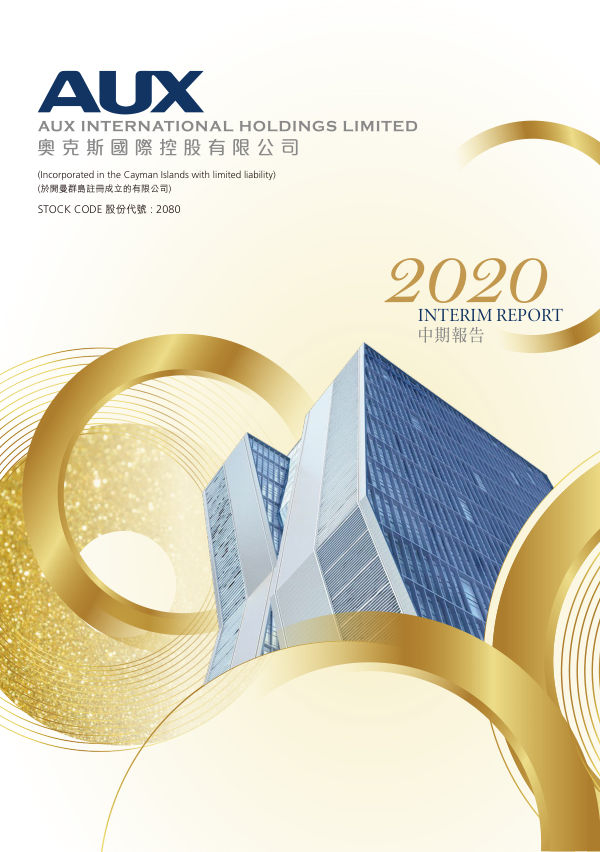 AUX
AUX INTERNATIONAL HOLDINGS LIMITED
奧克斯國際控股有限公司
(Incorporated in the Cayman Islands with limited liability)
(於開曼群島註冊成立的有限公司)
STOCK CODE 股份代號 : 2080
2020
INTERIM REPORT
中期報告